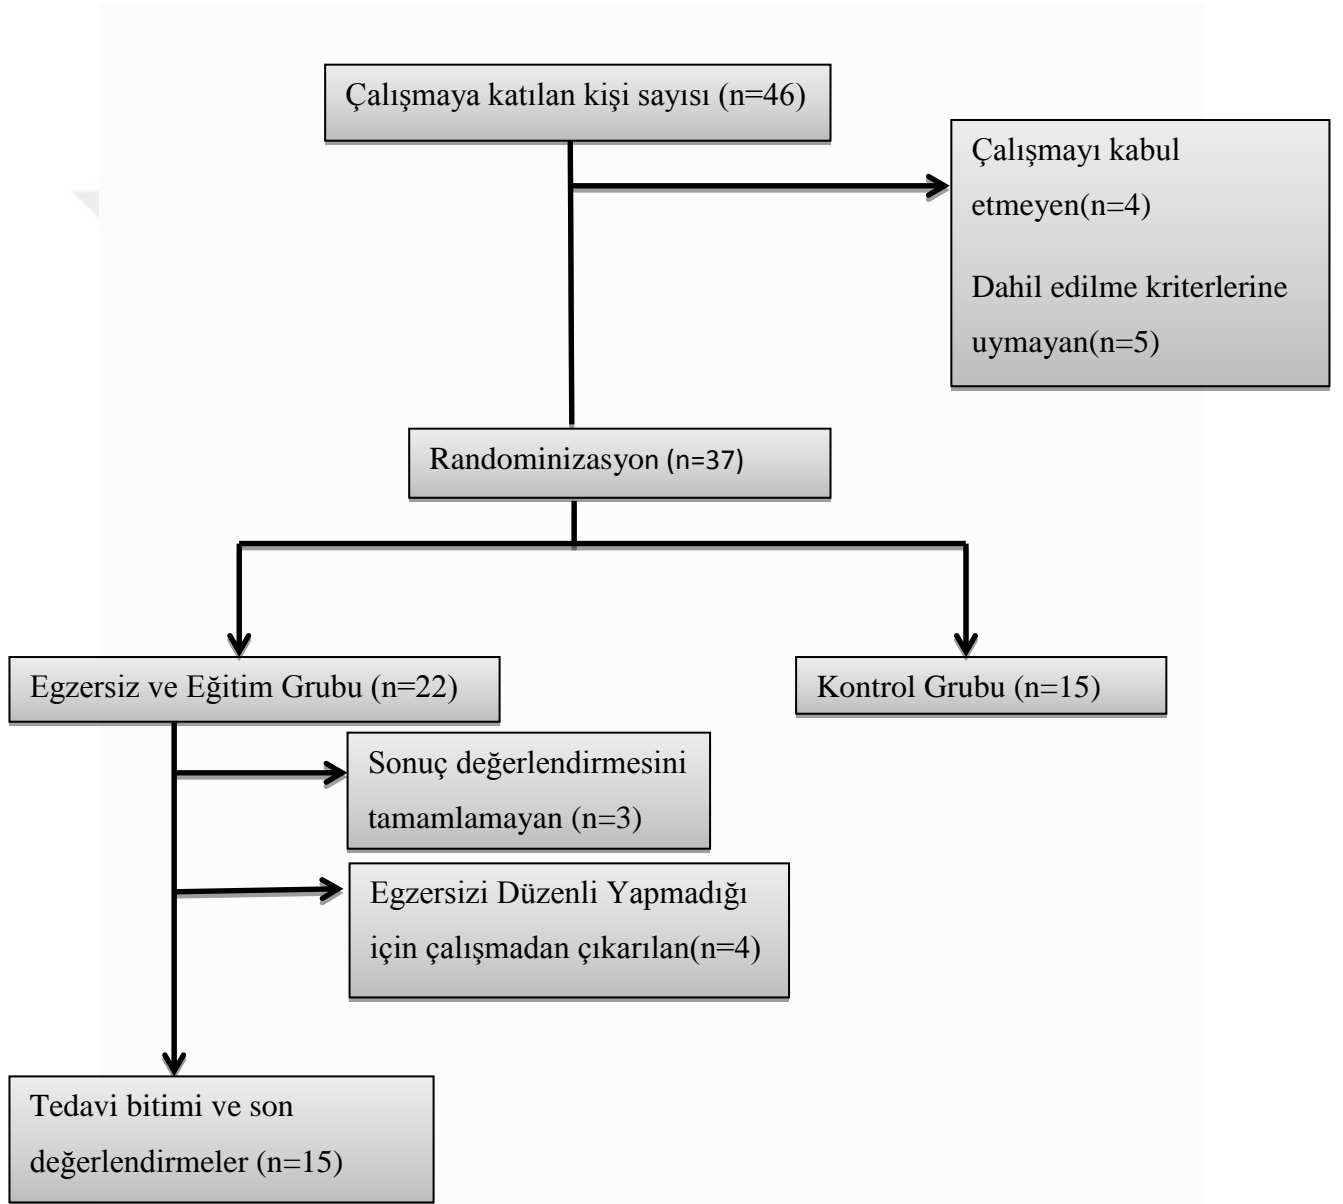 Çalışmaya katılan kişi sayısı (n=46)
Çalışmayı kabul
etmeyen(n=4)
Dahil edilme kriterlerine
uymayan(n=5)
Randominizasyon (n=37)
Egzersiz ve Eğitim Grubu (n=22)
Kontrol Grubu (n=15)
Sonuç değerlendirmesini
tamamlamayan (n=3)
Egzersizi Düzenli Yapmadığı
için çalışmadan çıkarılan(n=4)
Tedavi bitimi ve son
değerlendirmeler (n=15)